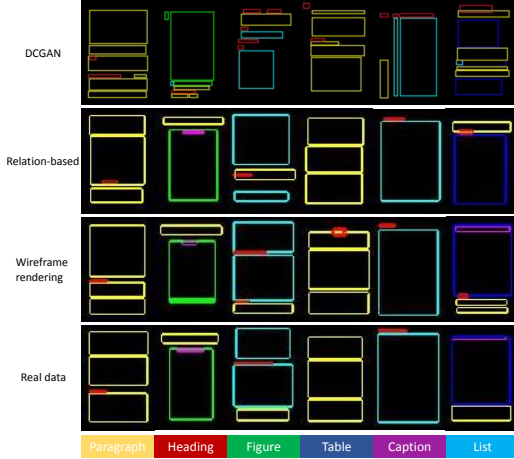 DCGAN
Relation-based
Wireframe
rendering
Real data
Paragraph Heading Figure Table Caption List